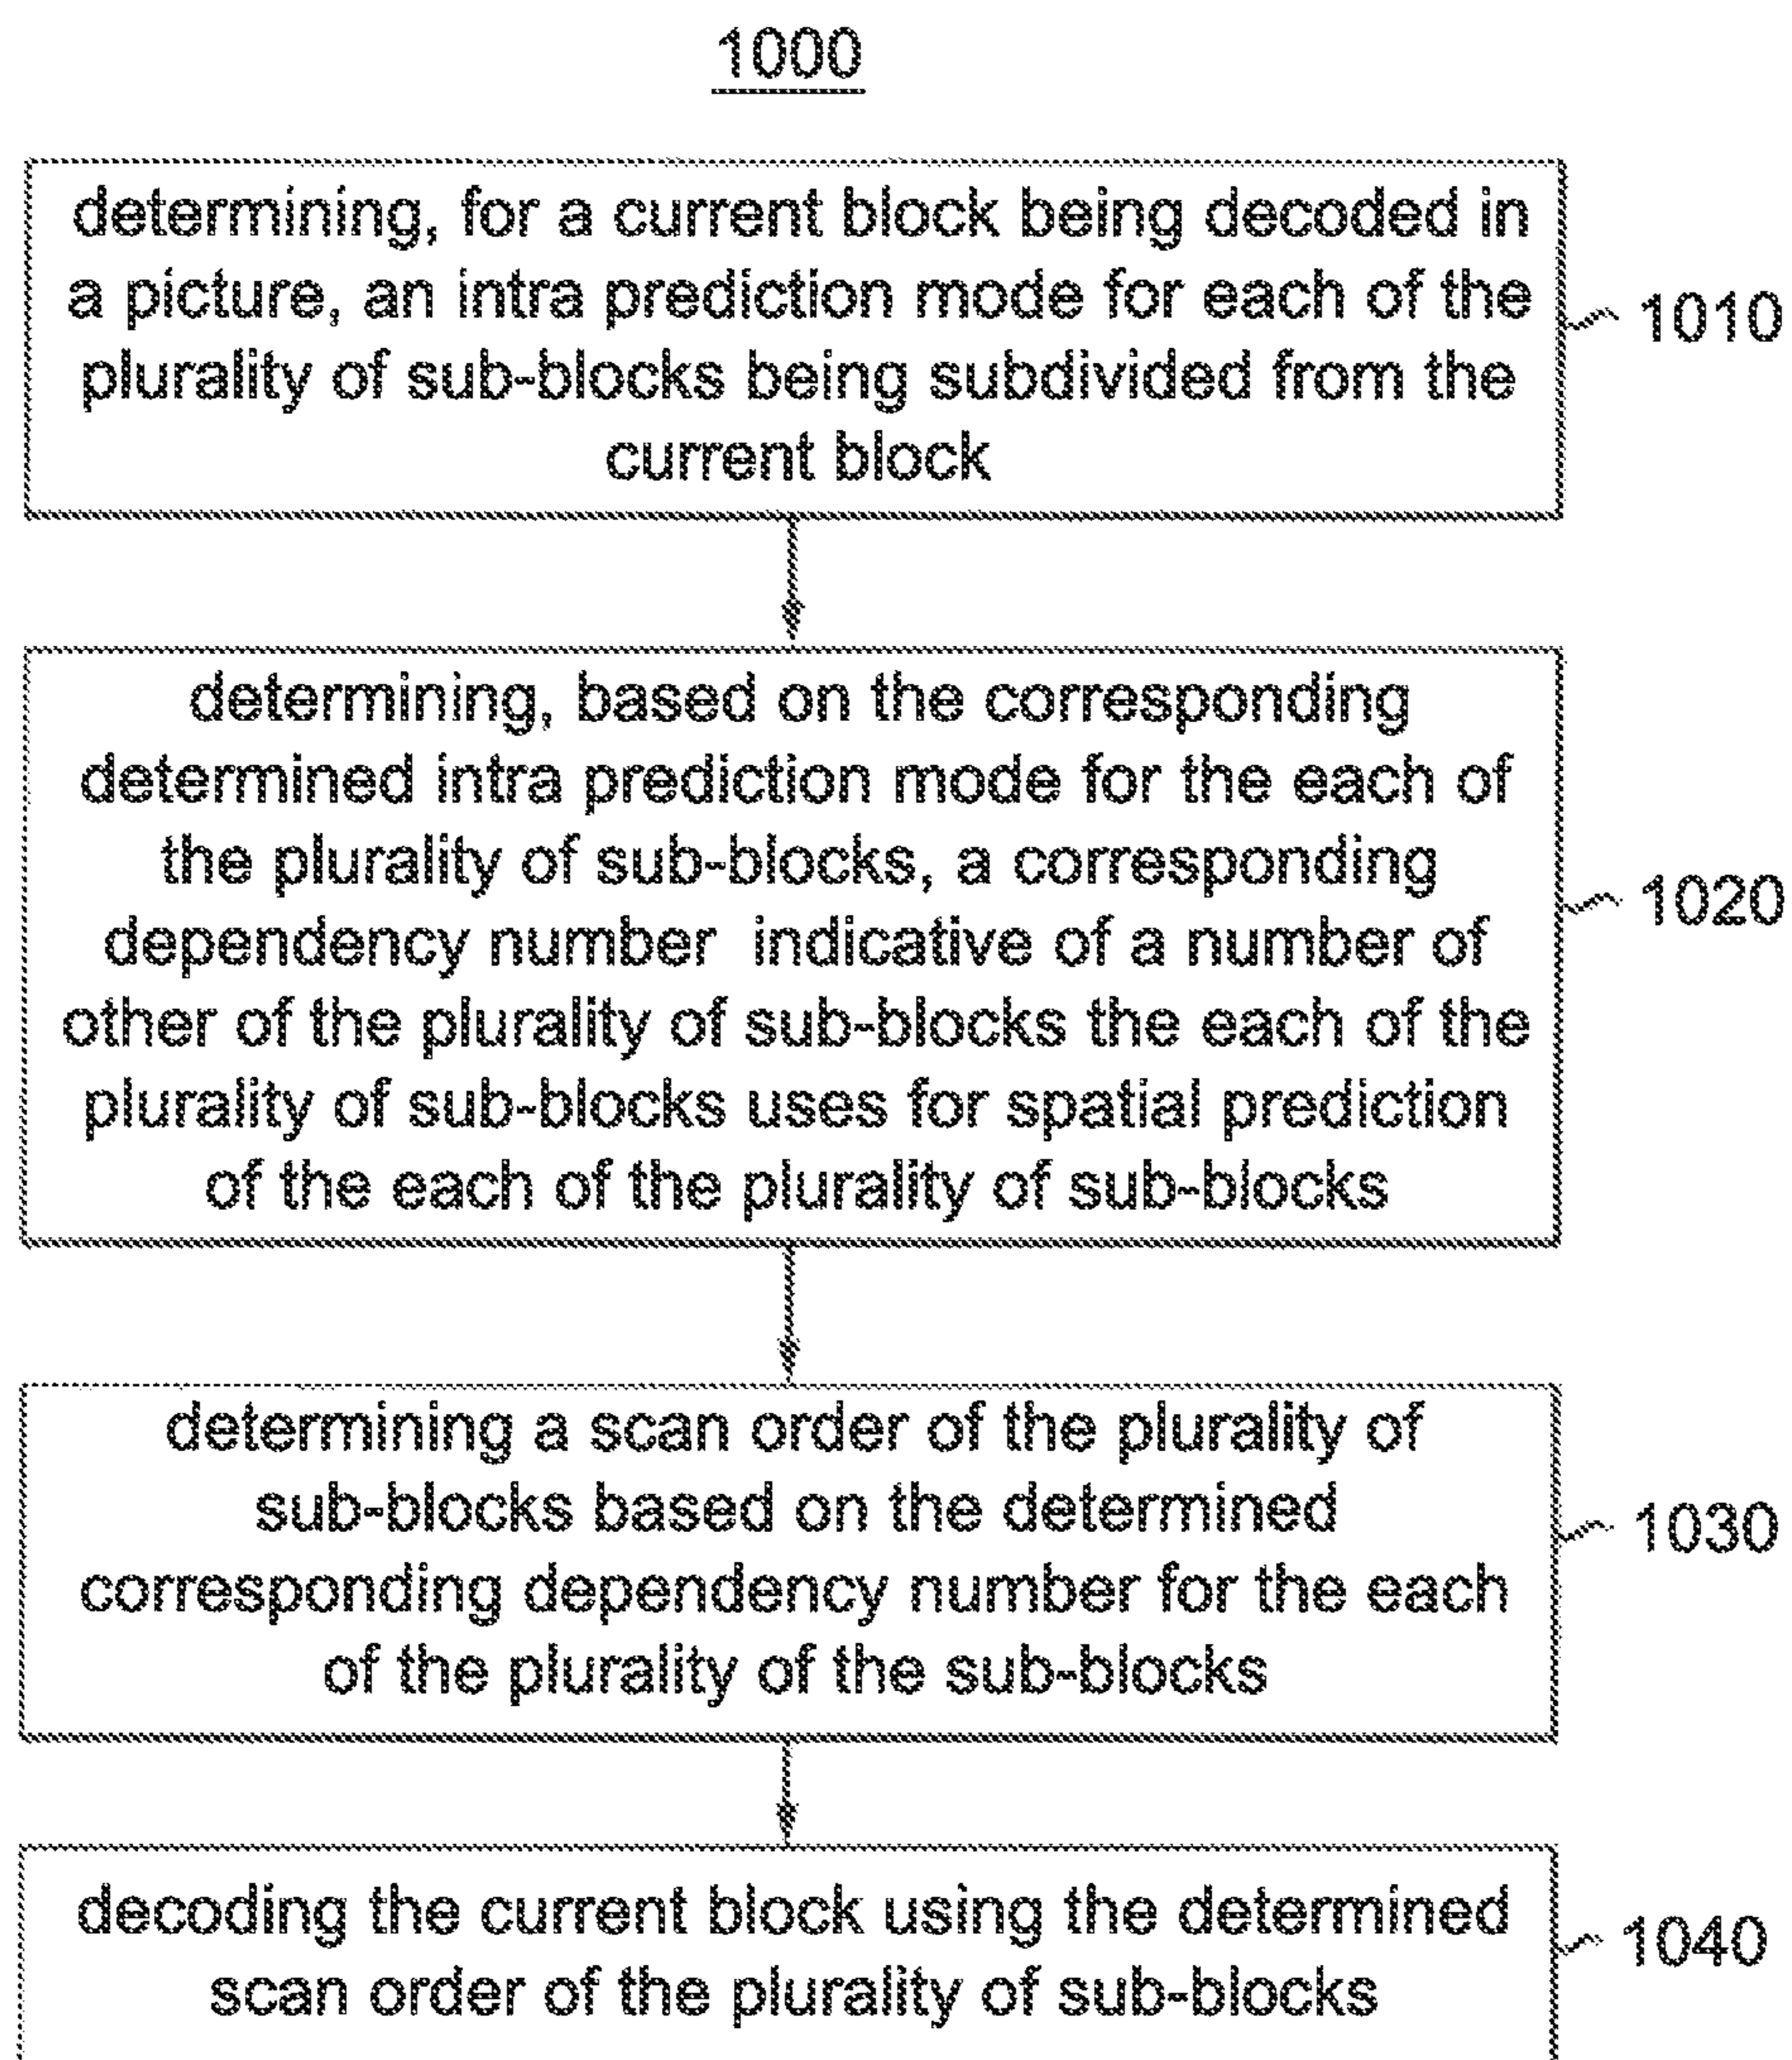 1000
determining, for a current block being decoded in
a picture, an intra prediction mode for each of the
plurality of sub-blocks being subdivided from the
current block
1010
determining, based on the corresponding
determined intra prediction mode for the each of
the plurality of sub-blocks, a corresponding
dependency number indicative of a number of
other of the plurality of sub-blocks the each of the
plurality of sub-blocks uses for spatial prediction
of the each of the plurality of sub-blocks
1020
determining a scan order of the plurality of
sub-blocks based on the determined
corresponding dependency number for the each
of the plurality of the sub-blocks
1030
decoding the current block using the determined
scan order of the plurality of sub-blocks
1040